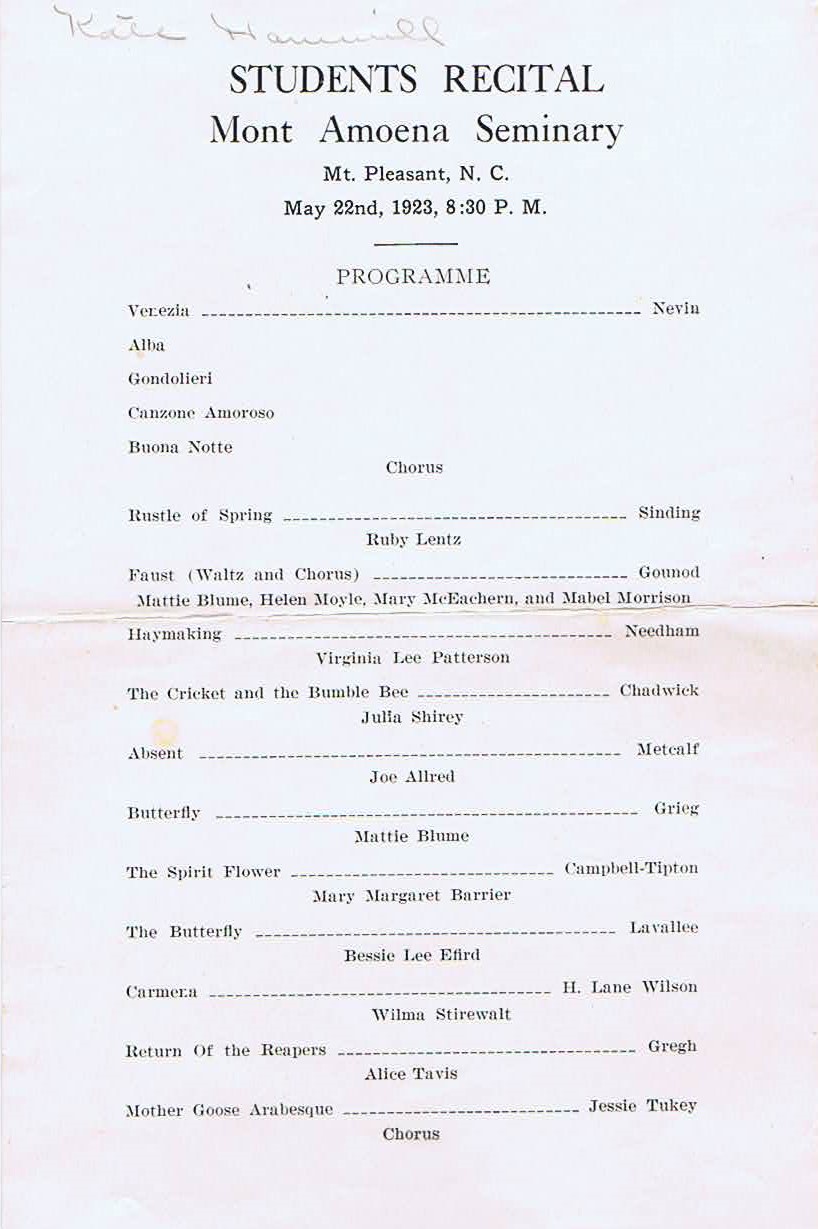 Kate Hammill
STUDENTS RECITAL
Mont Amoena Seminary
Mt. Pleasant, N. C.
May 22nd, 1923, 8:30 P. M.
PROGRAMME
Venezia ---------- Nevin
Alba
Gondolieri
Canzone Amoroso
Buona Notte
Chorus
Rustle of Spring ---------- Sinding
Ruby Lentz
Faust (Waltz and Chorus) ---------- Gounod
Mattie Blume, Helen Moyle, Mary McEachern, and Mabel Morrison
Haymaking ---------- Needham
Virginia Lee Patterson
The Cricket and the Bumble Bee ---------- Chadwick
Julia Shirey
Absent ---------- Metcalf
Joe Allred
Butterfly ---------- Grieg
Mattie Blume
The Spirit Flower ---------- Campbell-Tipton
Mary Margaret Barrier
The Butterfly ---------- Lavallee
Bessie Lee Efird
Carmena ---------- H. Lane Wilson
Wilma Stirewalt
Return Of the Reapers ---------- Gregh
Alice Tavis
Mother Goose Arabesque ---------- Jessie Tukey
Chorus